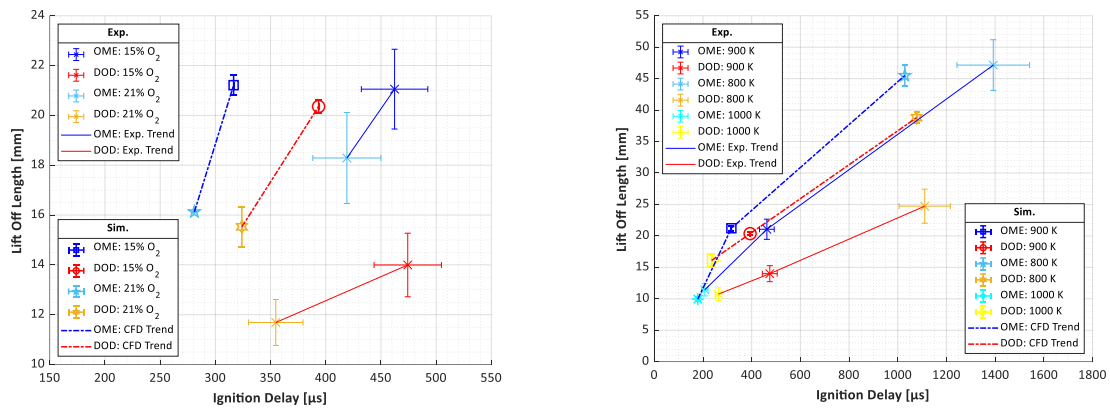 24
22
20
18
16
14
12
10
Lift Off Length [mm]
150
200
250
300
350
400
450
500
550
Ignition Delay [µs]
Exp.
OME: 15% O2
DOD: 15% O2
OME: 21% O2
DOD: 21% O2
OME: Exp. Trend
DOD: Exp. Trend
Sim.
OME: 15% O2
DOD: 15% O2
OME: 21% O2
DOD: 21% O2
OME: CFD Trend
DOD: CFD Trend
55
50
45
40
35
30
25
20
15
10
5
0
Lift Off Length [mm]
0
200
400
600
800
1000
1200
1400
1600
1800
Ignition Delay [µs]
Exp.
OME: 900 K
DOD: 900 K
OME: 800 K
DOD: 800 K
OME: 1000 K
DOD: 1000 K
OME: Exp. Trend
DOD: Exp. Trend
Sim.
OME: 900 K
DOD: 900 K
OME: 800 K
DOD: 800 K
OME: 1000 K
DOD: 1000 K
OME: CFD Trend
DOD: CFD Trend